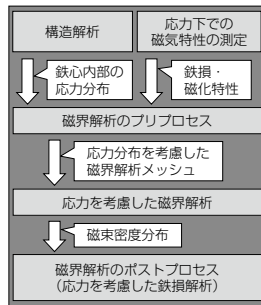 構造解析
応力下での
磁気特性の測定
鉄心内部の
応力分布
鉄損・
磁化特性
磁界解析のプリプロセス
応力分布を考慮した
磁界解析メッシュ
応力を考慮した磁界解析
磁束密度分布
磁界解析のポストプロセス
（応力を考慮した鉄損解析）